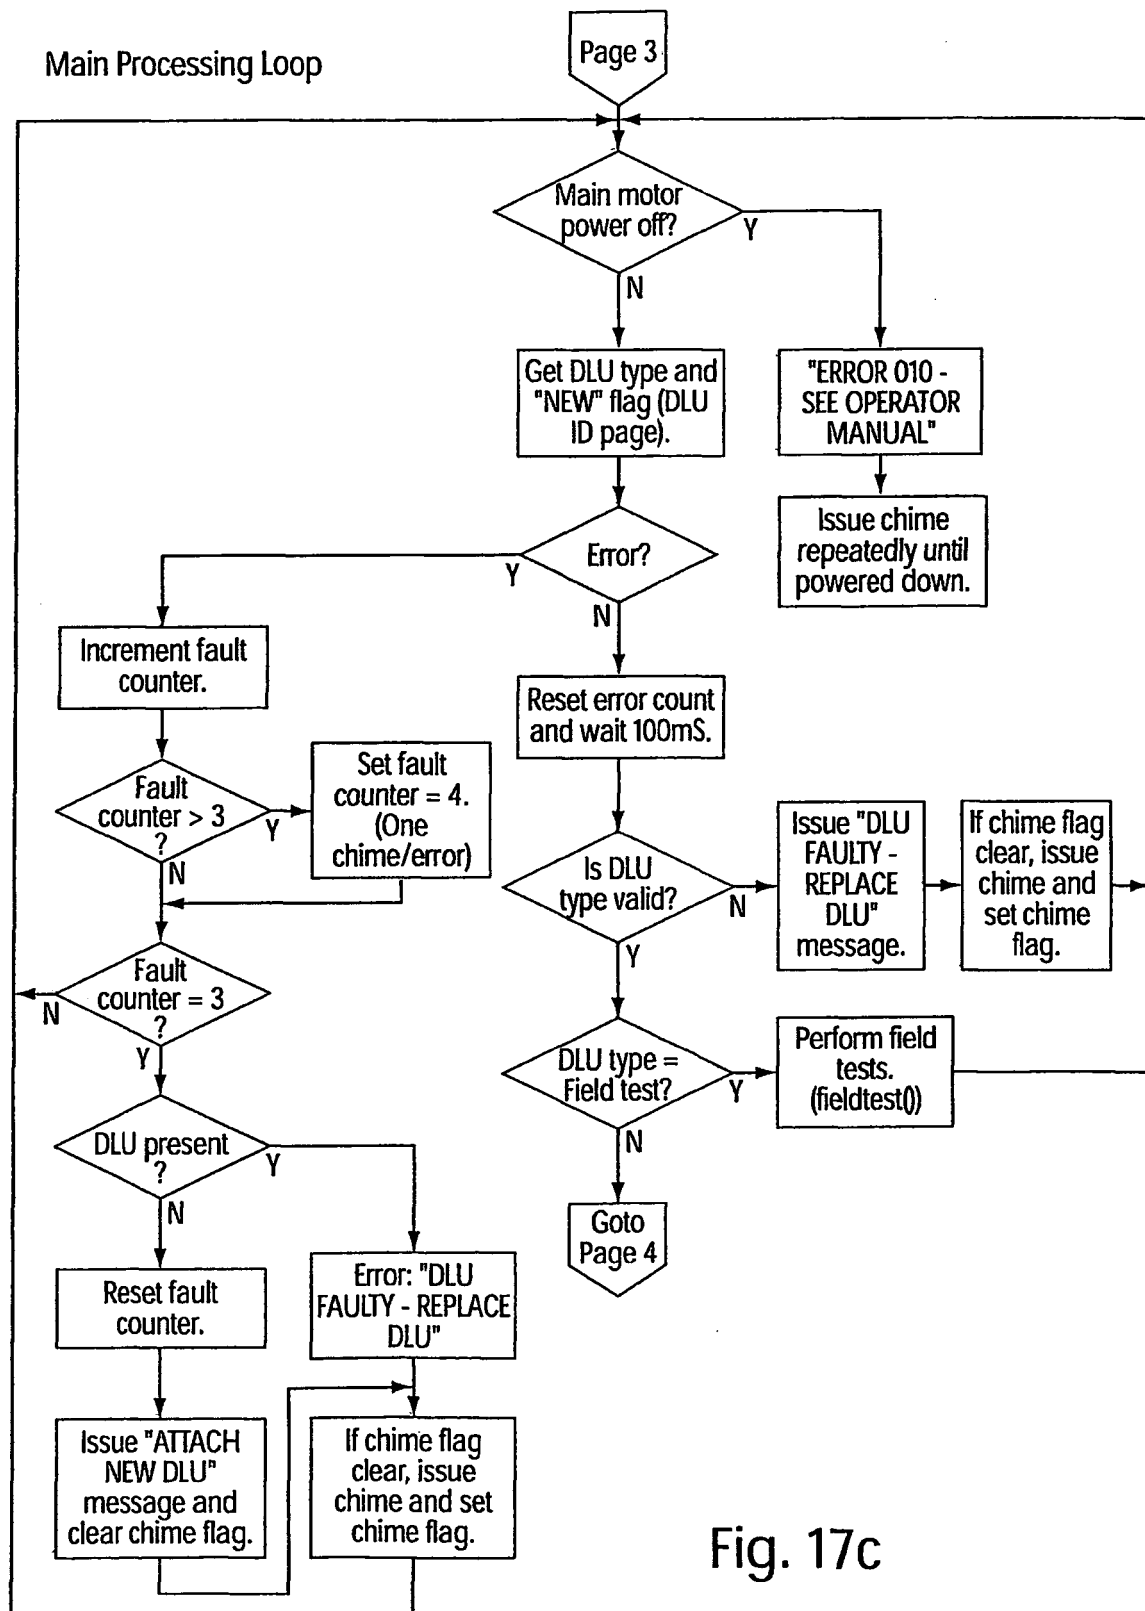 Main Processing Loop
Page 3
Main motor
power off?
Y
N
Get DLU type and
"NEW" flag (DLU
ID page).
"ERROR 010 -
SEE OPERATOR
MANUAL"
Issue chime
repeatedly until
powered down.
Error?
Y
N
Increment fault
counter.
Reset error count
and wait 100mS.
Fault
counter > 3
?
Y
N
Set fault
counter = 4.
(One
chime/error)
Is DLU
type valid?
N
Y
Issue "DLU
FAULTY -
REPLACE
DLU"
message.
If chime flag
clear, issue
chime and
set chime
flag.
Fault
counter = 3
?
N
Y
DLU type =
Field test?
Y
N
Perform field
tests.
(fieldtest())
DLU present
?
Y
N
Goto
Page 4
Reset fault
counter.
Error: "DLU
FAULTY - REPLACE
DLU"
Issue "ATTACH
NEW DLU"
message and
clear chime flag.
If chime flag
clear, issue
chime and set
chime flag.
Fig. 17c